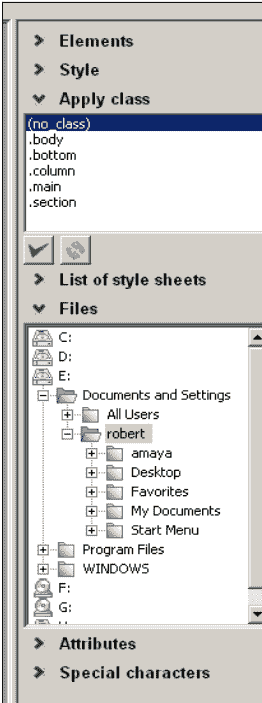 Elements
Style
Apply class
(no_class)
.body
.bottom
.column
.main
.section
List of style sheets
Files
C:
D:
E:
Documents and Settings
All Users
robert
amaya
Desktop
Favorites
My Documents
Start Menu
Program Files
WINDOWS
F:
G:
Attributes
Special characters